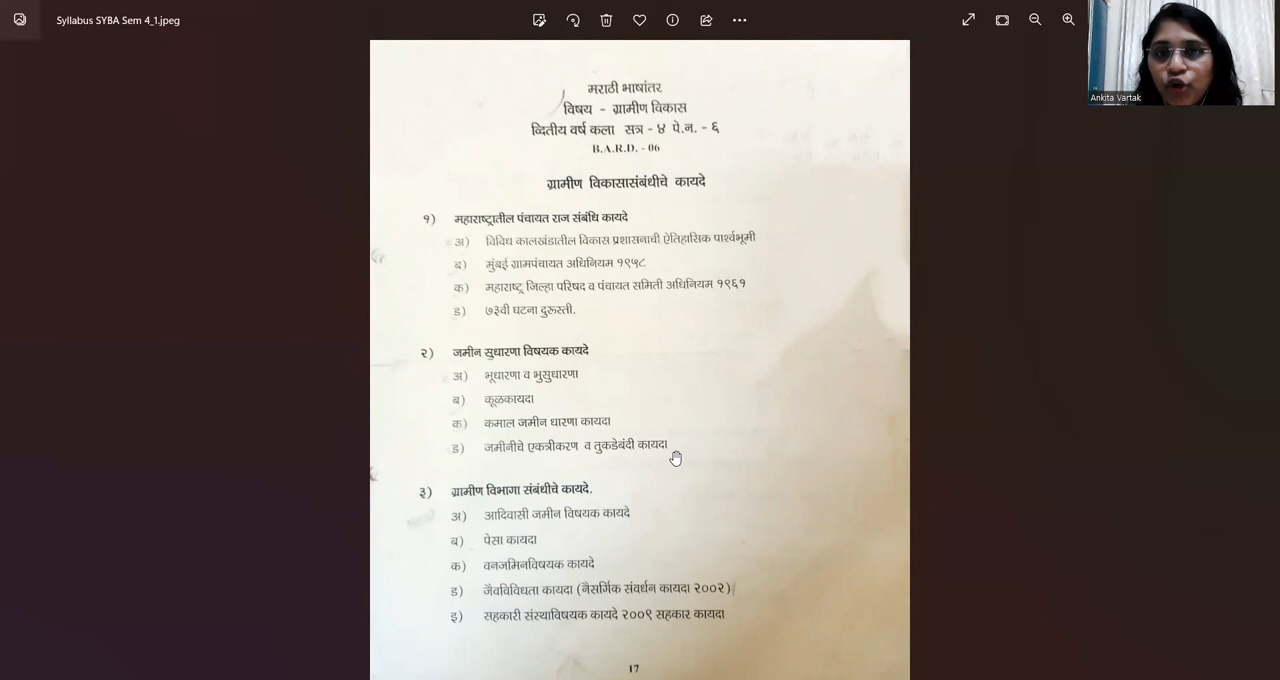 Syllabus SYBA Sem 4_1.jpeg
Ankita Vartak
मराठी भाषांतर
विषय - ग्रामीण विकास
व्दितीय वर्ष कला सत्र - ४ पे.न. - ६
B.A.R.D. - 06
ग्रामीण विकासासंबंधीचे कायदे
१) महाराष्ट्रातील पंचायत राज संबंधि कायदे
अ) विविध कालखंडातील विकास प्रशासनाची ऐतिहासिक पार्श्वभूमी
ब) मुंबई ग्रामपंचायत अधिनियम १९५८
क) महाराष्ट्र जिल्हा परिषद व पंचायत समिती अधिनियम १९६१
ड) ७३वी घटना दुरूस्ती.
२) जमीन सुधारणा विषयक कायदे
अ) भूधारणा व भुसुधारणा
ब) कूळकायदा
क) कमाल जमीन धारणा कायदा
ड) जमीनीचे एकत्रीकरण व तुकडेबंदी कायदा
३) ग्रामीण विभागा संबंधीचे कायदे.
अ) आदिवासी जमीन विषयक कायदे
ब) पेसा कायदा
क) वनजमिनविषयक कायदे
ड) जैवविविधता कायदा (नैसर्गिक संवर्धन कायदा २००२)
इ) सहकारी संस्थाविषयक कायदे २००९ सहकार कायदा
17